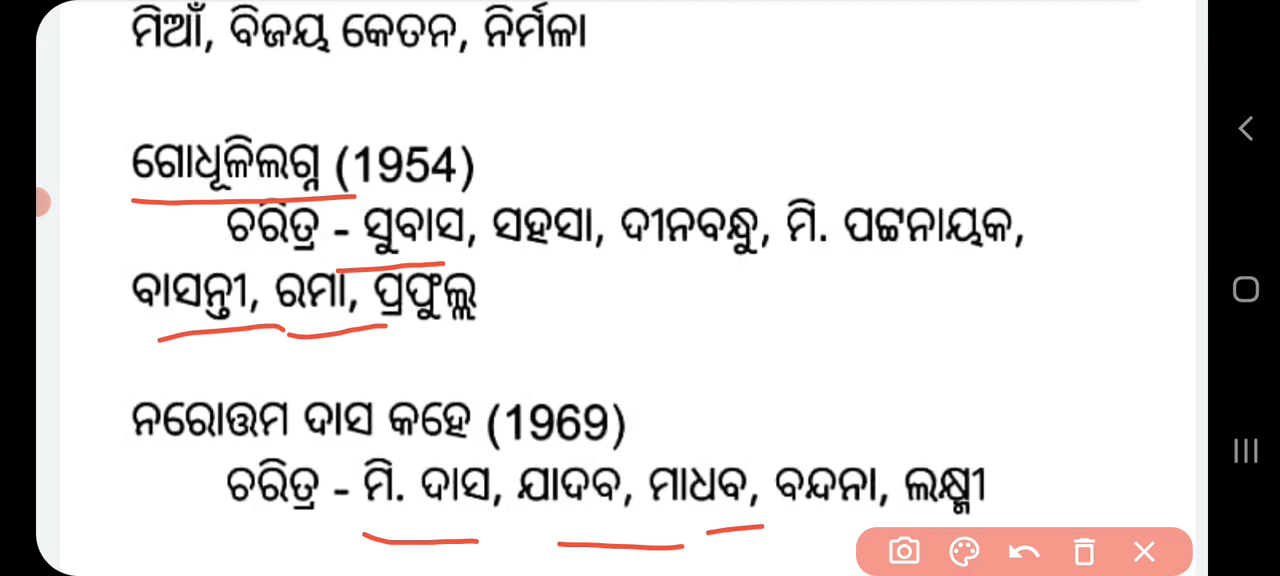 ମିଆଁ, ବିଜୟ କେତନ, ନିର୍ମଳା
ଗୋଧୂଳିଲଗ୍ନ (1954)
ଚରିତ୍ର - ସୁବାସ, ସହସା, ଦୀନବନ୍ଧୁ, ମି. ପଟ୍ଟନାୟକ,
ବାସନ୍ତୀ, ରମା, ପ୍ରଫୁଲ୍ଲ
ନରୋତ୍ତମ ଦାସ କହେ (1969)
ଚରିତ୍ର - ମି. ଦାସ, ଯାଦବ, ମାଧବ, ବନ୍ଦନା, ଲକ୍ଷ୍ମୀ